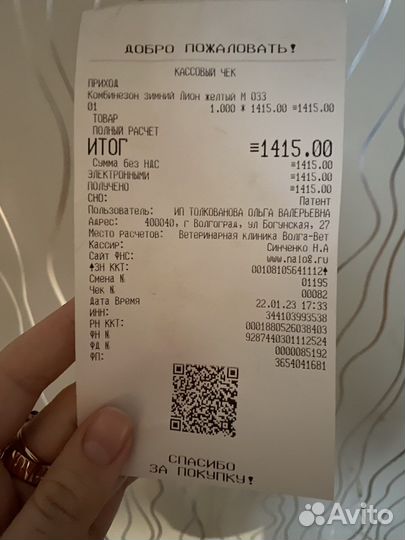 ДОБРО ПОЖАЛОВАТЬ!
КАССОВЫЙ ЧЕК
ПРИХОД
Комбинезон зимний Лион желтый М 033
01 1.000 * 1415.00 =1415.00
ТОВАР
ПОЛНЫЙ РАСЧЕТ
ИТОГ =1415.00
Сумма без НДС =1415.00
ЭЛЕКТРОННЫМИ =1415.00
ПОЛУЧЕНО =1415.00
СНО: Патент
Пользователь: ИП ТОЛКОВАНОВА ОЛЬГА ВАЛЕРЬЕВНА
Адрес: 400040, г Волгоград, ул Богунская, 27
Место расчетов: Ветеринарная клиника Волга-Вет
Кассир: Синченко Н.А
Сайт ФНС: www.nalog.ru
ЗН ККТ: 00108105641112
Смена № 01195
Чек № 00082
Дата Время 22.01.23 17:33
ИНН: 344103993538
РН ККТ: 0001880526038403
ФН № 9287440301112524
ФД № 0000085192
ФП: 3654041681
СПАСИБО
ЗА ПОКУПКУ!
Avito